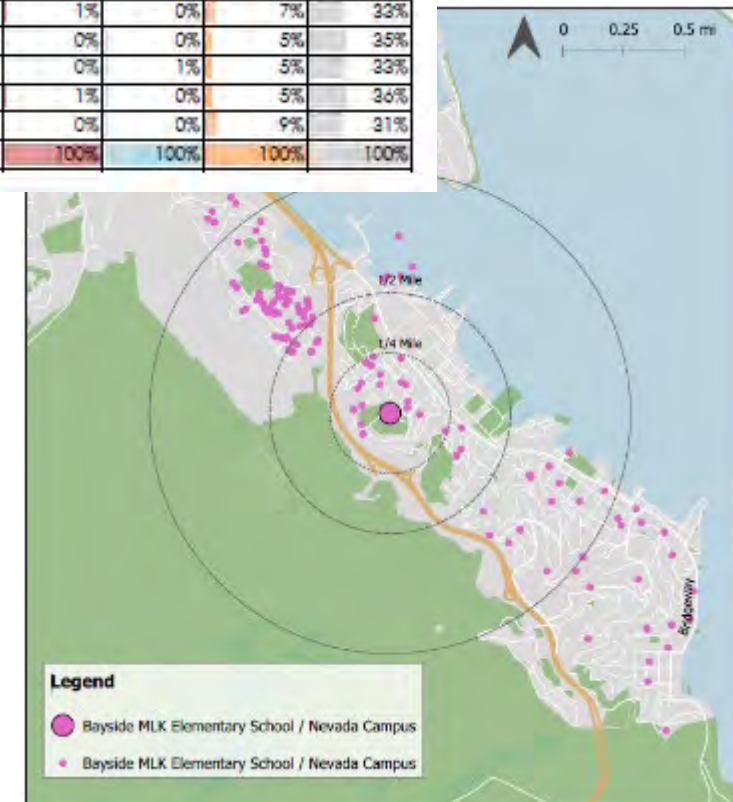 1% 0% 7% 33%
0% 0% 5% 35%
0% 1% 5% 33%
1% 0% 5% 36%
0% 0% 9% 31%
100% 100% 100% 100%
0 0.25 0.5 mi
1/2 Mile
1/4 Mile
Bridgeway
Legend
Bayside MLK Elementary School / Nevada Campus
Bayside MLK Elementary School / Nevada Campus